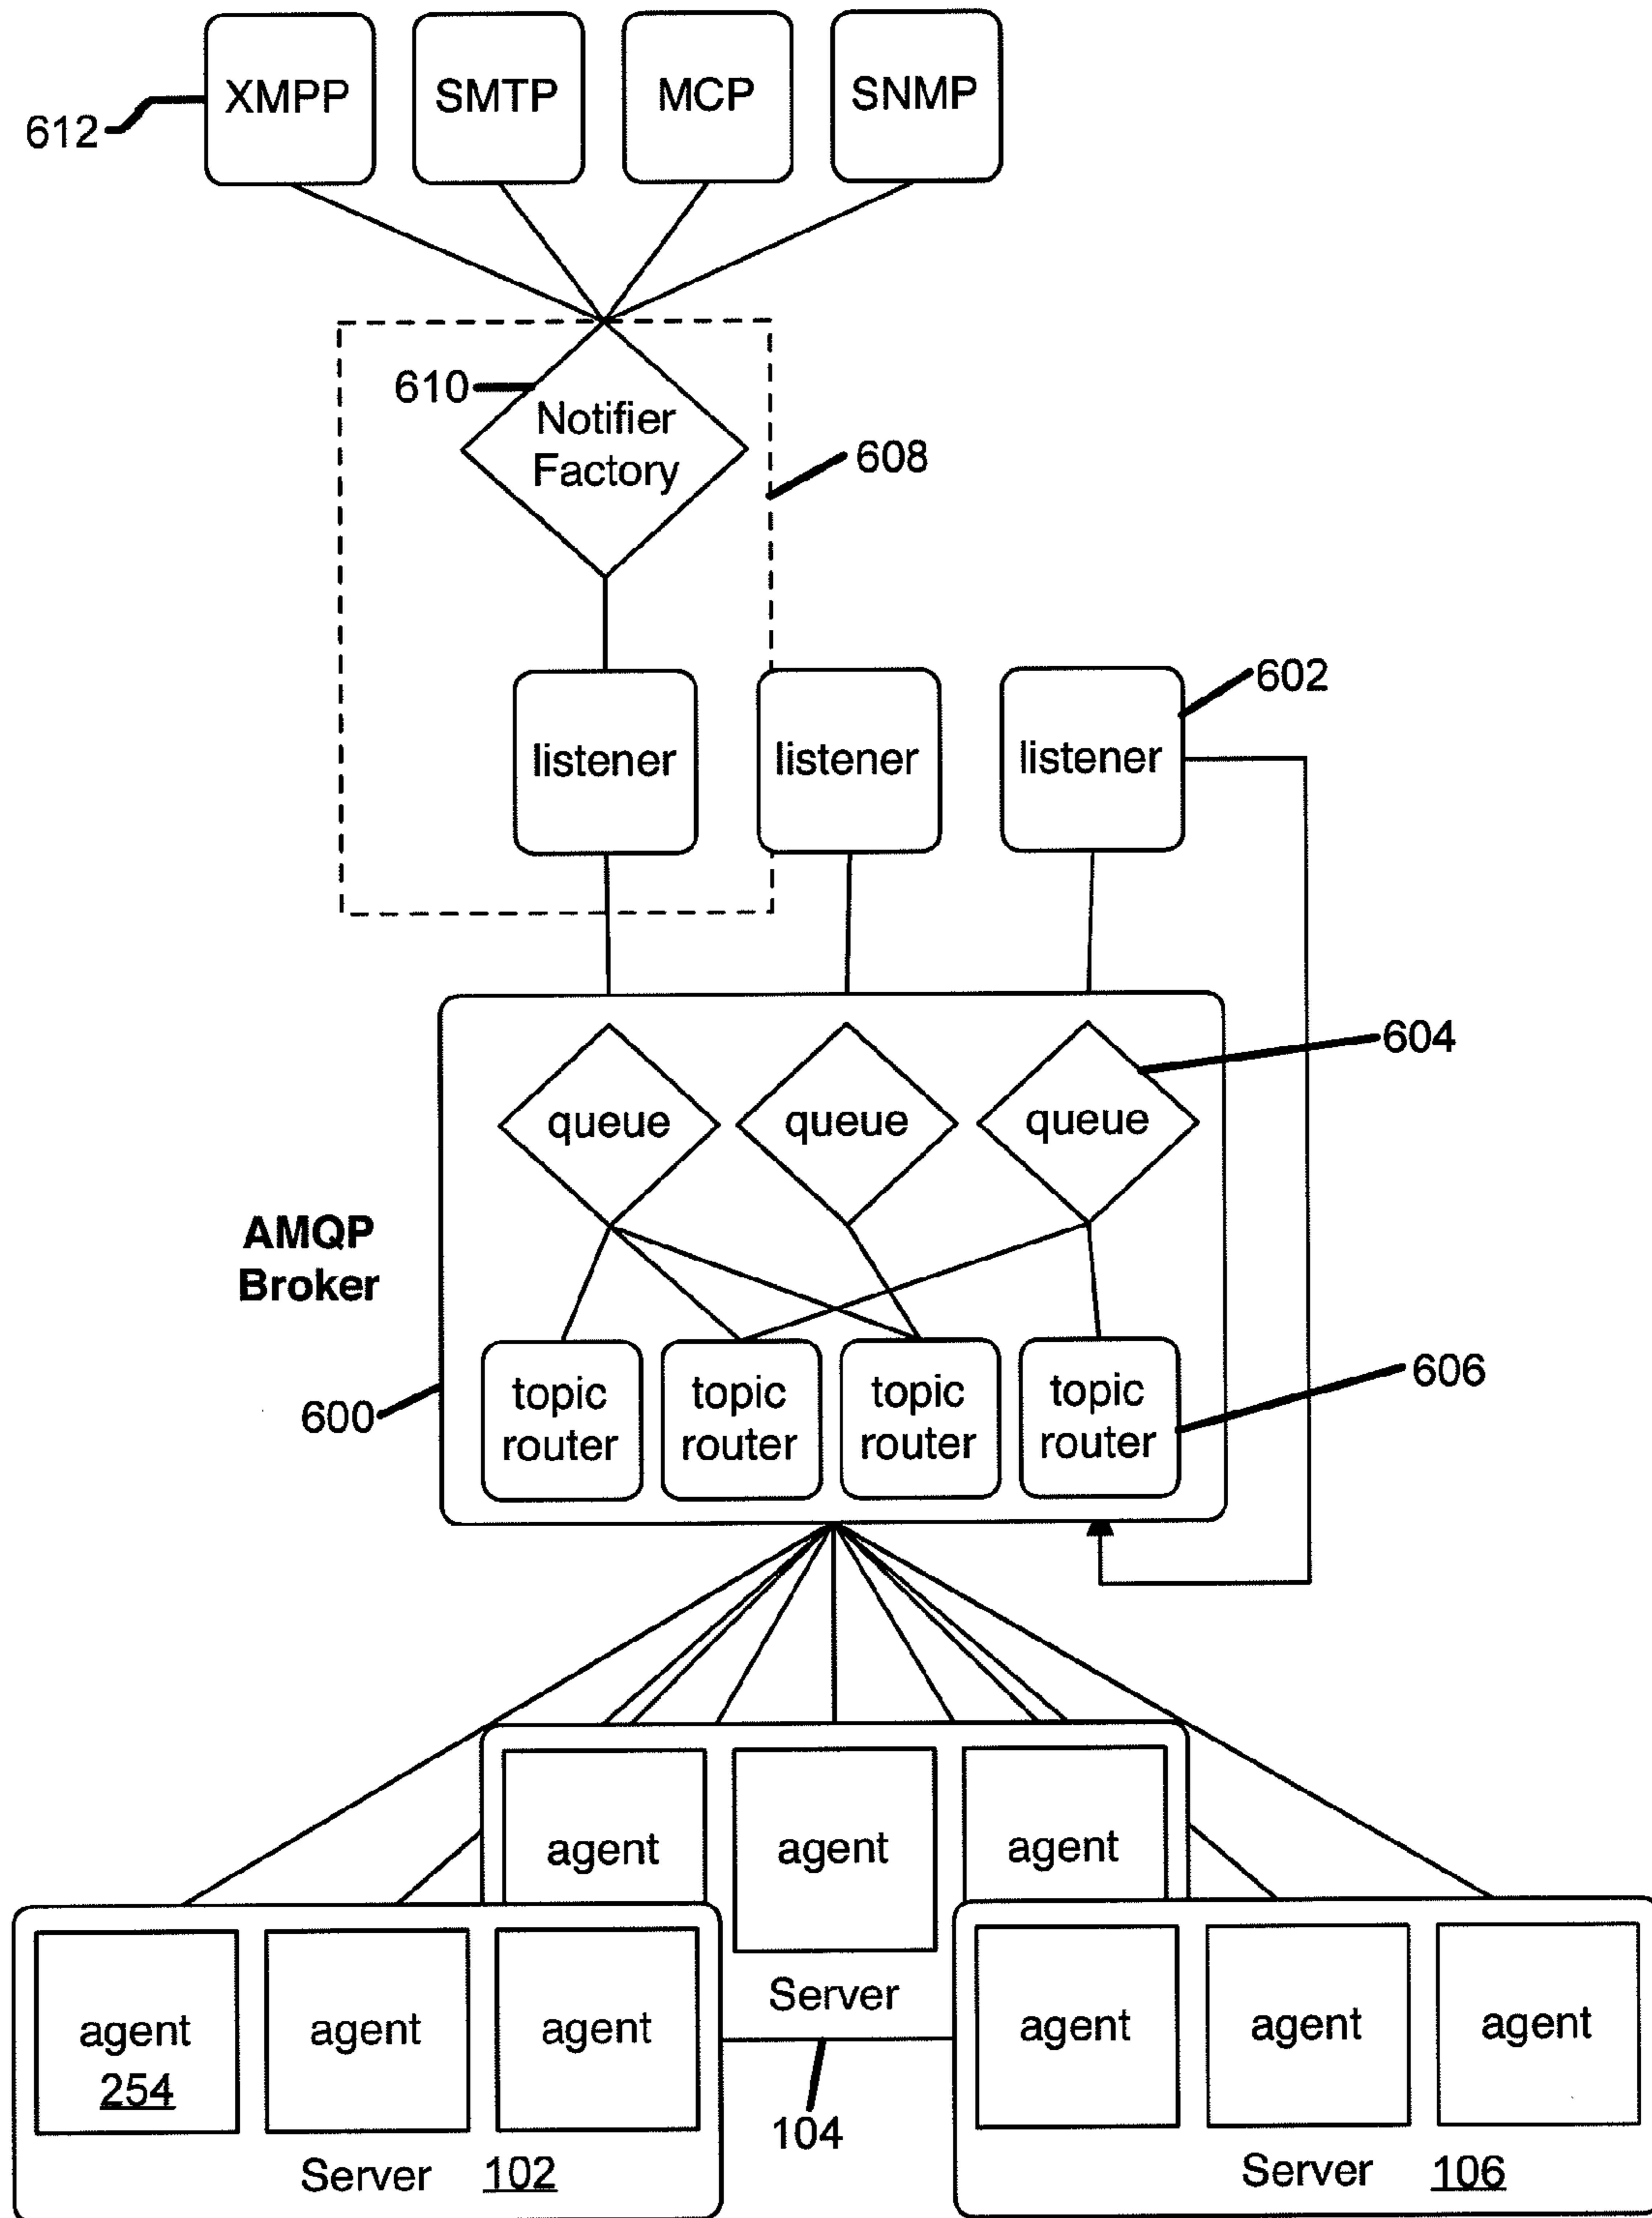 XMPP
SMTP
MCP
SNMP
612
610
Notifier
Factory
608
602
listener
listener
listener
604
queue
queue
queue
AMQP
Broker
606
600
topic
router
topic
router
topic
router
topic
router
agent
agent
agent
Server
104
agent
254
agent
agent
Server 102
agent
agent
agent
Server 106